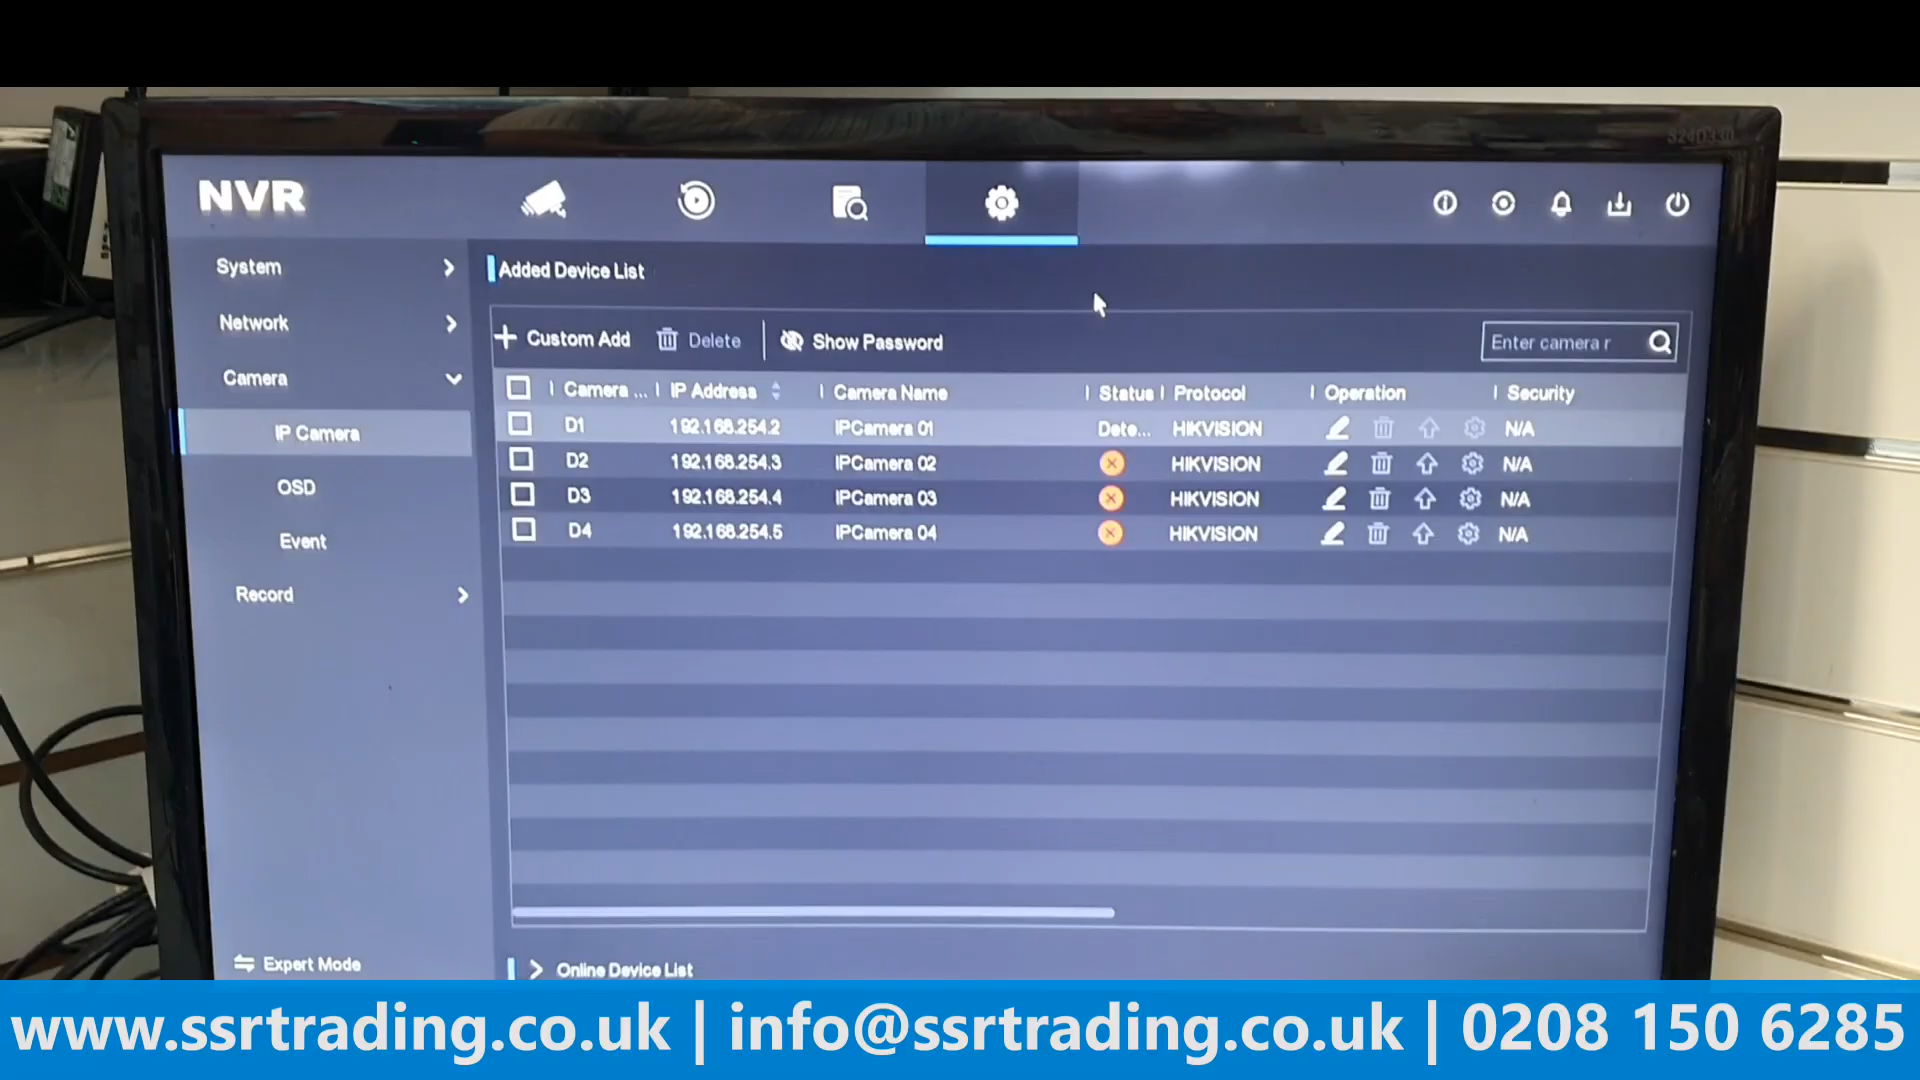 NVR
System
Network
Camera
IP Camera
OSD
Event
Record
Expert Mode
Added Device List
Custom Add Delete Show Password Enter camera r
Camera ... IP Address Camera Name Status Protocol Operation Security
D1 192.168.254.2 IPCamera 01 Dete... HIKVISION N/A
D2 192.168.254.3 IPCamera 02 HIKVISION N/A
D3 192.168.254.4 IPCamera 03 HIKVISION N/A
D4 192.168.254.5 IPCamera 04 HIKVISION N/A
Online Device List
www.ssrtrading.co.uk | info@ssrtrading.co.uk | 0208 150 6285